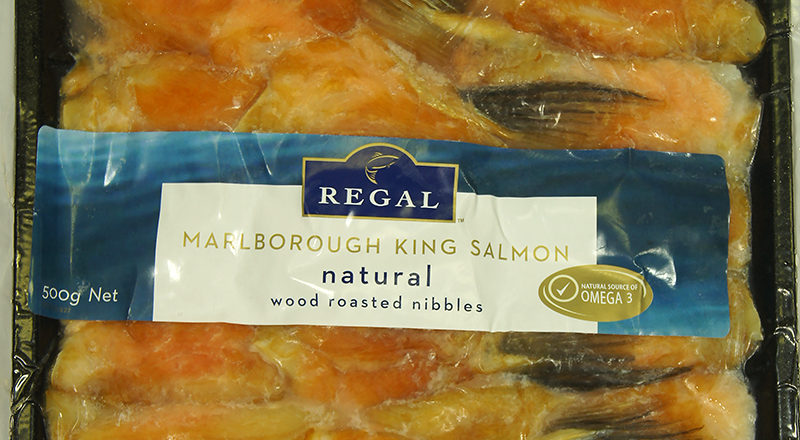 REGAL
MARLBOROUGH KING SALMON
natural
wood roasted nibbles
500g Net
NATURAL SOURCE OF
OMEGA 3